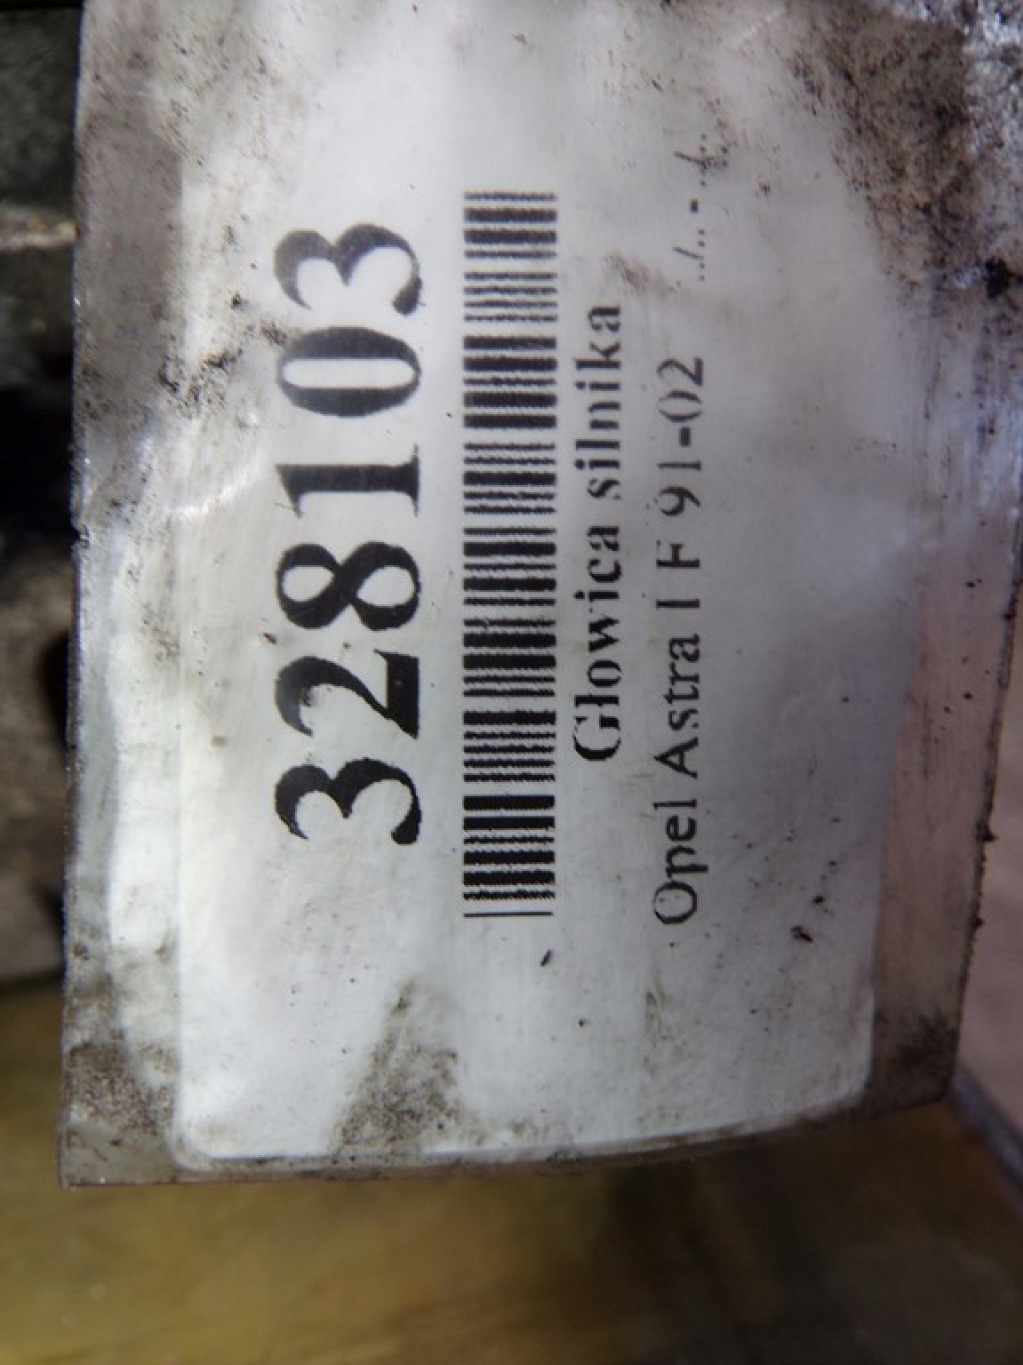 328103
Głowica silnika
Opel Astra I F 91-02
../.. - ../..